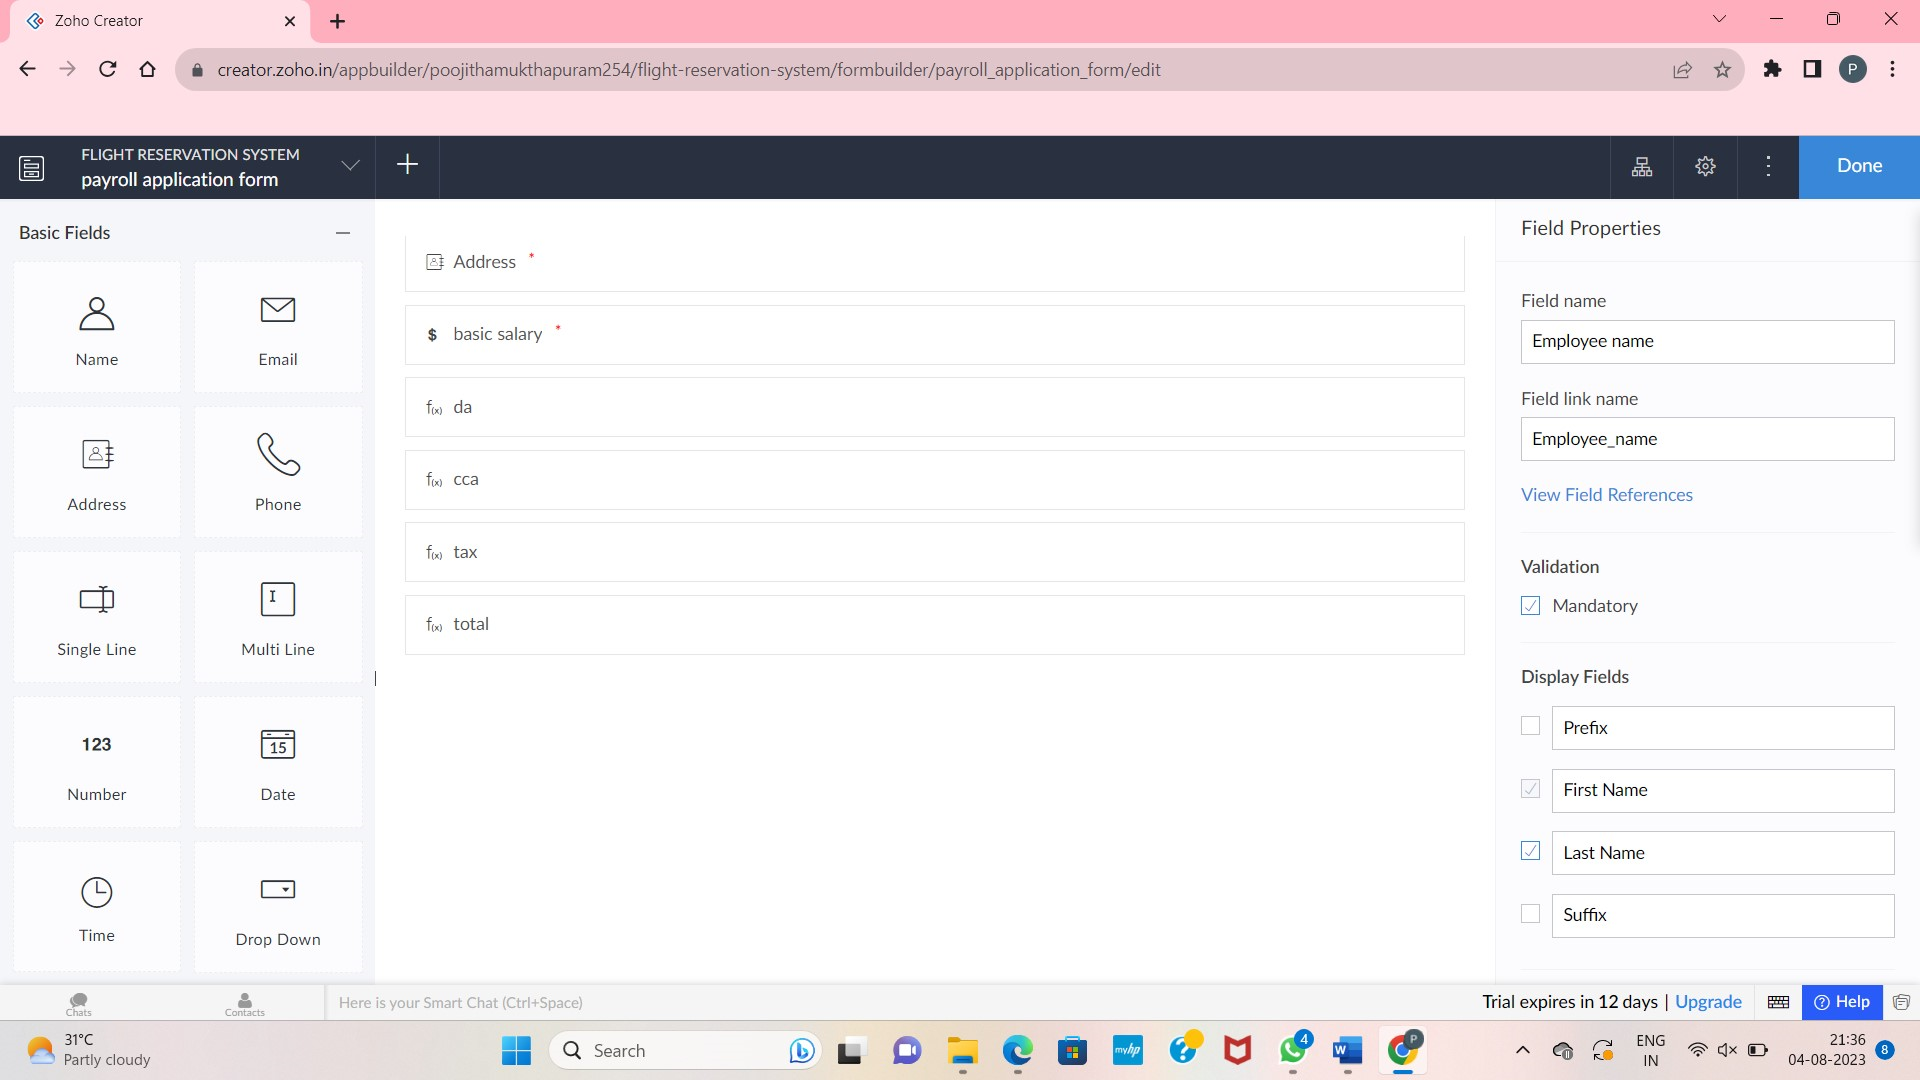 Zoho Creator
creator.zoho.in/appbuilder/poojithamukthapuram254/flight-reservation-system/formbuilder/payroll_application_form/edit
P
FLIGHT RESERVATION SYSTEM
payroll application form
Done
Basic Fields
Name
Email
Address
Phone
Single Line
Multi Line
123
Number
15
Date
Time
Drop Down
Address *
$ basic salary *
f(x) da
f(x) cca
f(x) tax
f(x) total
Field Properties
Field name
Employee name
Field link name
Employee_name
View Field References
Validation
Mandatory
Display Fields
Prefix
First Name
Last Name
Suffix
Chats
Contacts
Here is your Smart Chat (Ctrl+Space)
Trial expires in 12 days | Upgrade
Help
31°C
Partly cloudy
Search
myhp
4
W
P
ENG
IN
21:36
04-08-2023
8